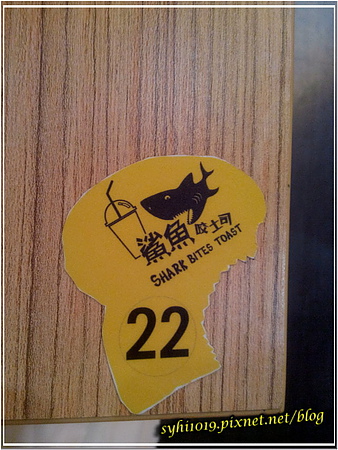 鯊魚咬土司
SHARK BITES TOAST
22
syhi1019.pixnet.net/blog